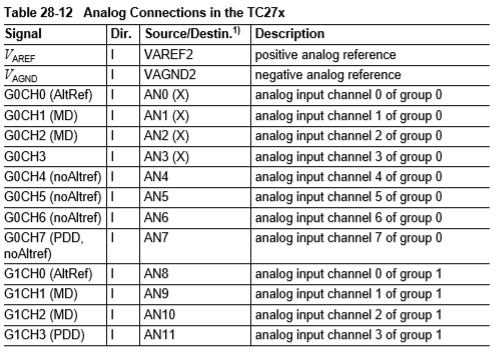 Table 28-12 Analog Connections in the TC27x
Signal Dir. Source/Destin.1) Description
VAREF I VAREF2 positive analog reference
VAGND I VAGND2 negative analog reference
G0CH0 (AltRef) I AN0 (X) analog input channel 0 of group 0
G0CH1 (MD) I AN1 (X) analog input channel 1 of group 0
G0CH2 (MD) I AN2 (X) analog input channel 2 of group 0
G0CH3 I AN3 (X) analog input channel 3 of group 0
G0CH4 (noAltref) I AN4 analog input channel 4 of group 0
G0CH5 (noAltref) I AN5 analog input channel 5 of group 0
G0CH6 (noAltref) I AN6 analog input channel 6 of group 0
G0CH7 (PDD, I AN7 analog input channel 7 of group 0
noAltref)
G1CH0 (AltRef) I AN8 analog input channel 0 of group 1
G1CH1 (MD) I AN9 analog input channel 1 of group 1
G1CH2 (MD) I AN10 analog input channel 2 of group 1
G1CH3 (PDD) I AN11 analog input channel 3 of group 1